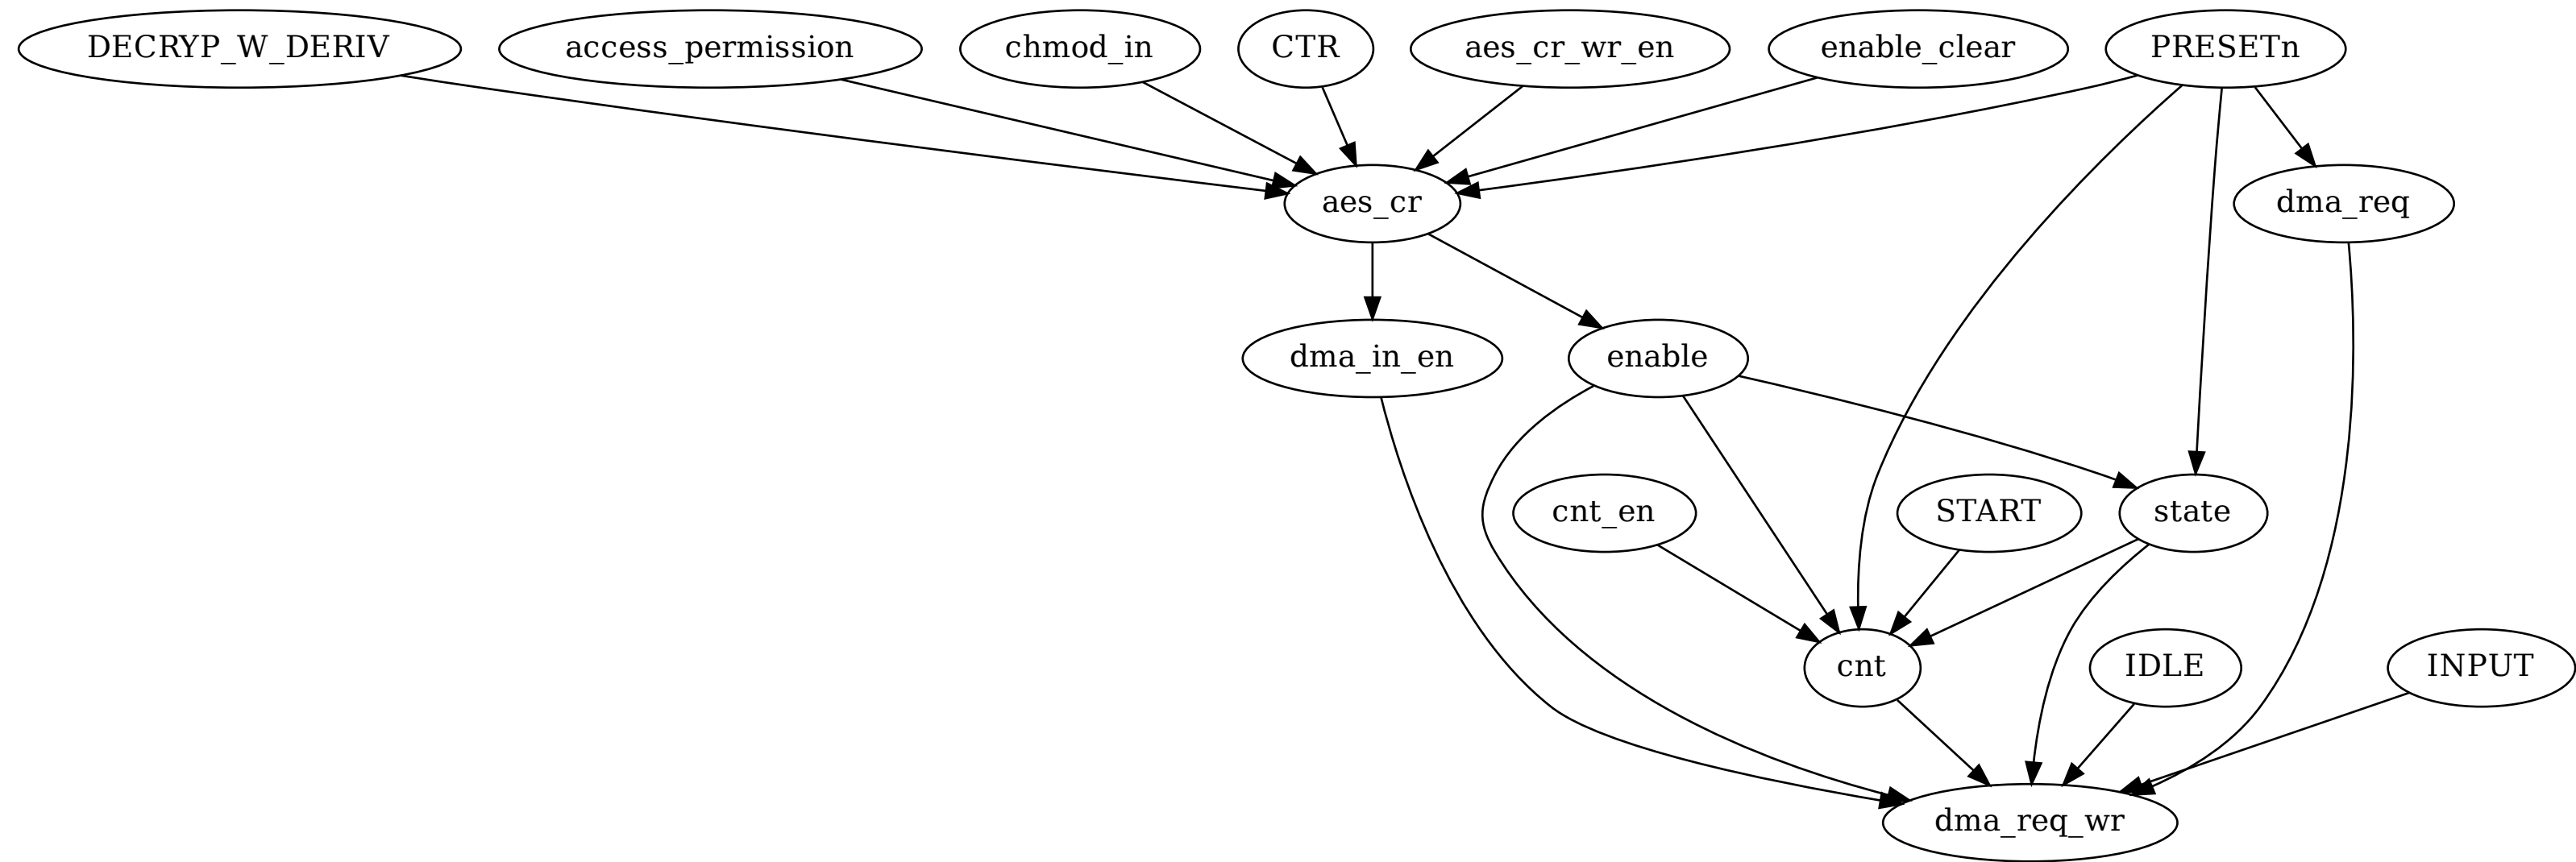 DECRYP_W_DERIV
access_permission
chmod_in
CTR
aes_cr_wr_en
enable_clear
PRESETn
aes_cr
dma_req
dma_in_en
enable
cnt_en
START
state
cnt
IDLE
INPUT
dma_req_wr